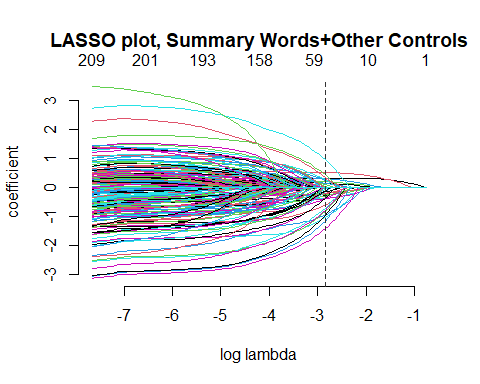 LASSO plot, Summary Words+Other Controls
209 201 193 158 59 10 1
3
2
1
0
-1
-2
-3
coefficient
-7 -6 -5 -4 -3 -2 -1
log lambda